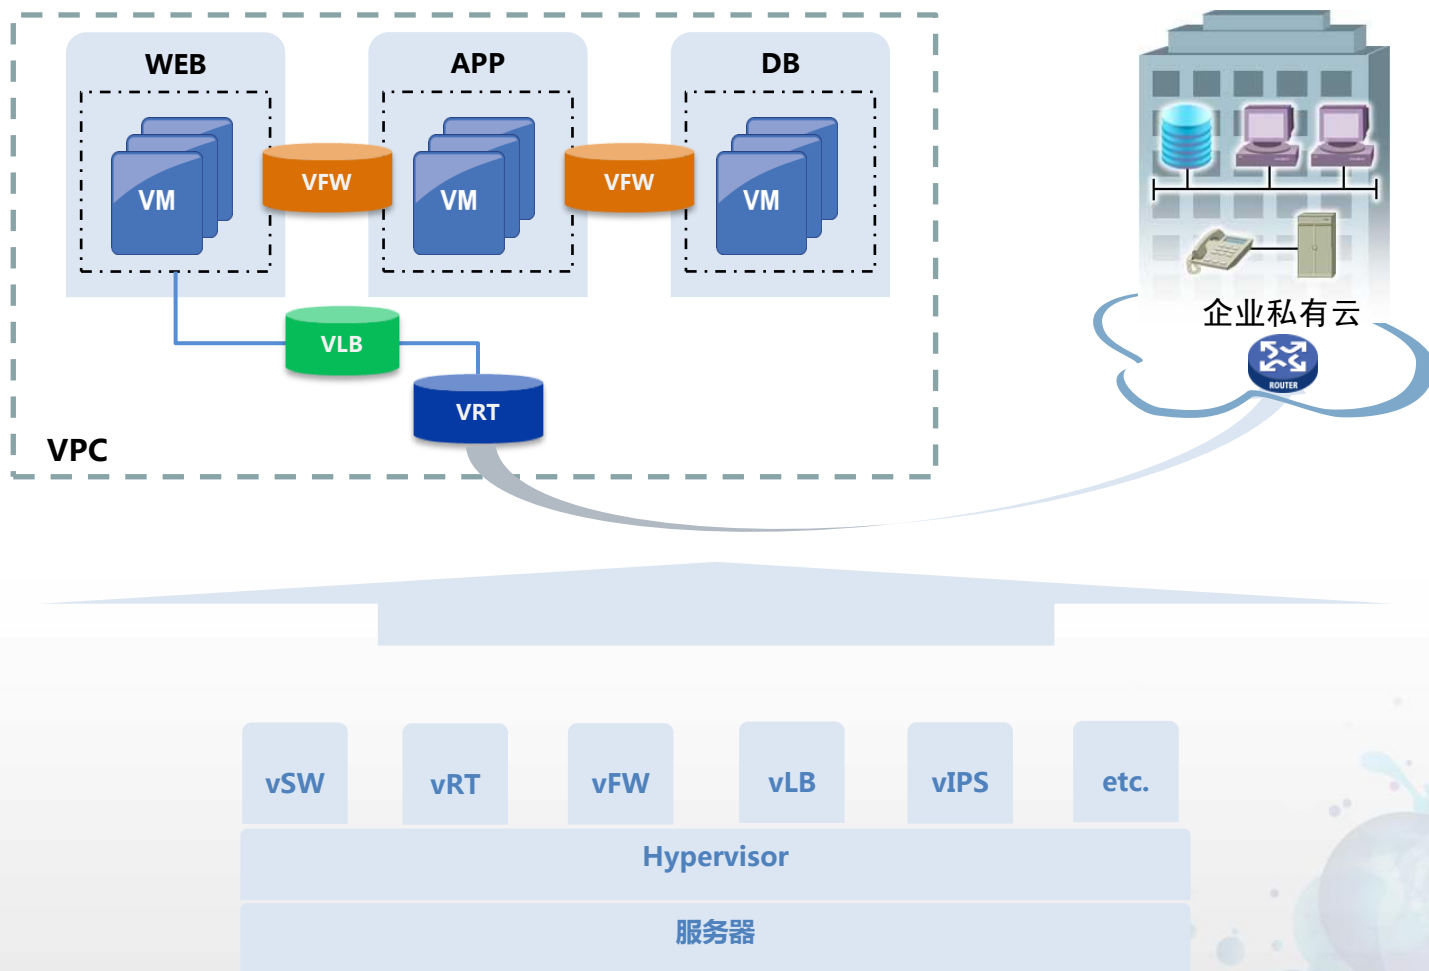 WEB
APP
DB
VM
VFW
VM
VFW
VM
VLB
VRT
VPC
企业私有云
ROUTER
vSW
vRT
vFW
vLB
vIPS
etc.
Hypervisor
服务器